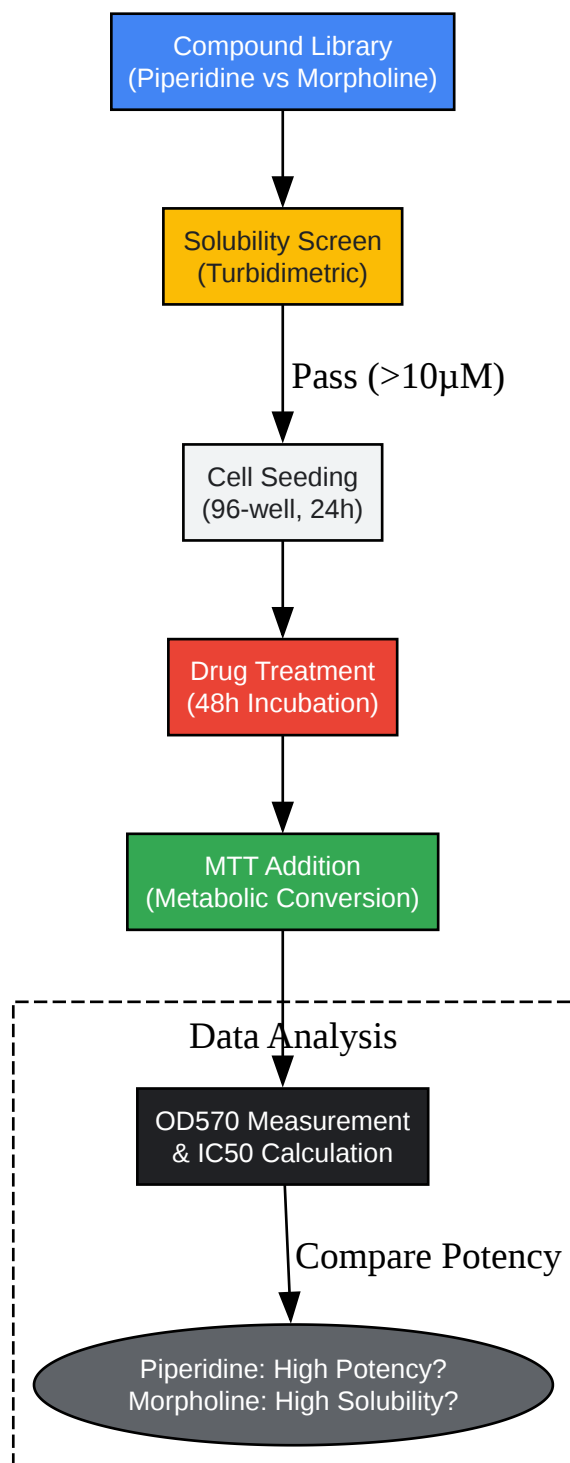 Compound Library
(Piperidine vs Morpholine)
Solubility Screen
(Turbidimetric)
Pass (>10µM)
Cell Seeding
(96-well, 24h)
Drug Treatment
(48h Incubation)
MTT Addition
(Metabolic Conversion)
Data Analysis
OD570 Measurement
& IC50 Calculation
Compare Potency
Piperidine: High Potency?
Morpholine: High Solubility?